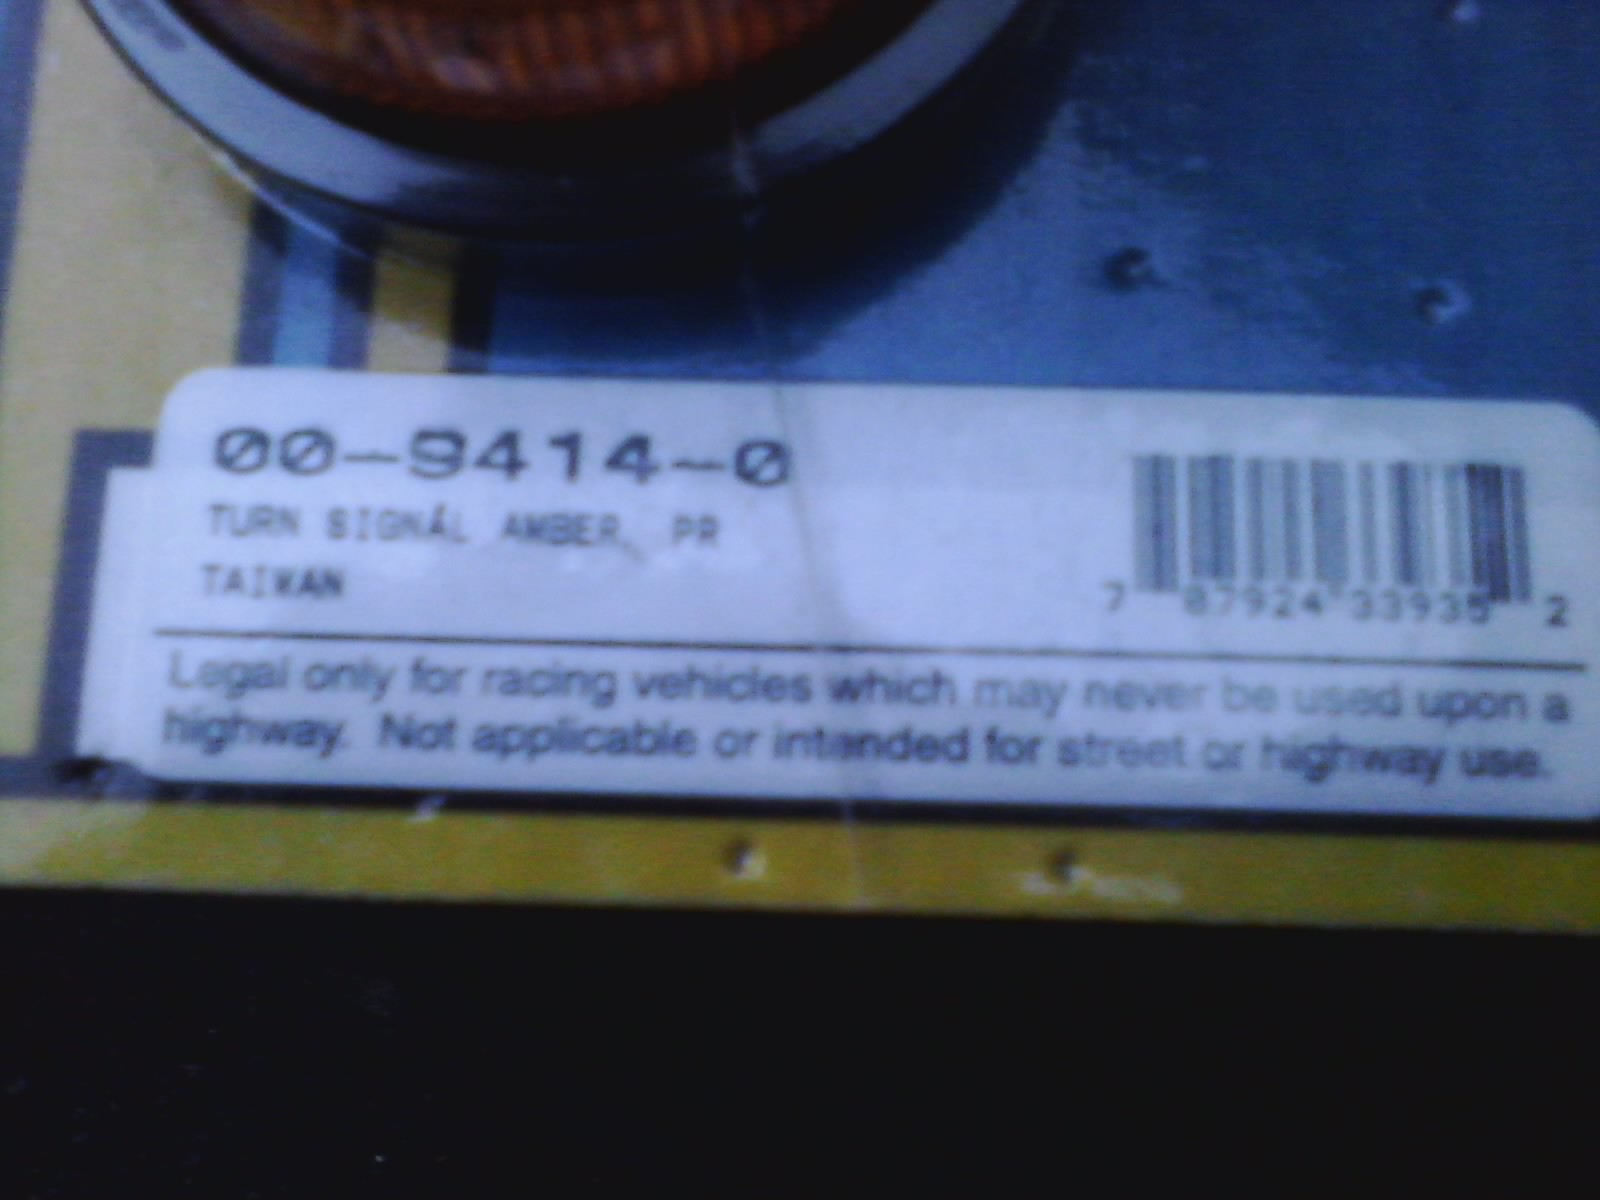 00-9414-0
TURN SIGNAL AMBER, PR
TAIWAN
7 87924 33935 2
Legal only for racing vehicles which may never be used upon a
highway. Not applicable or intended for street or highway use.